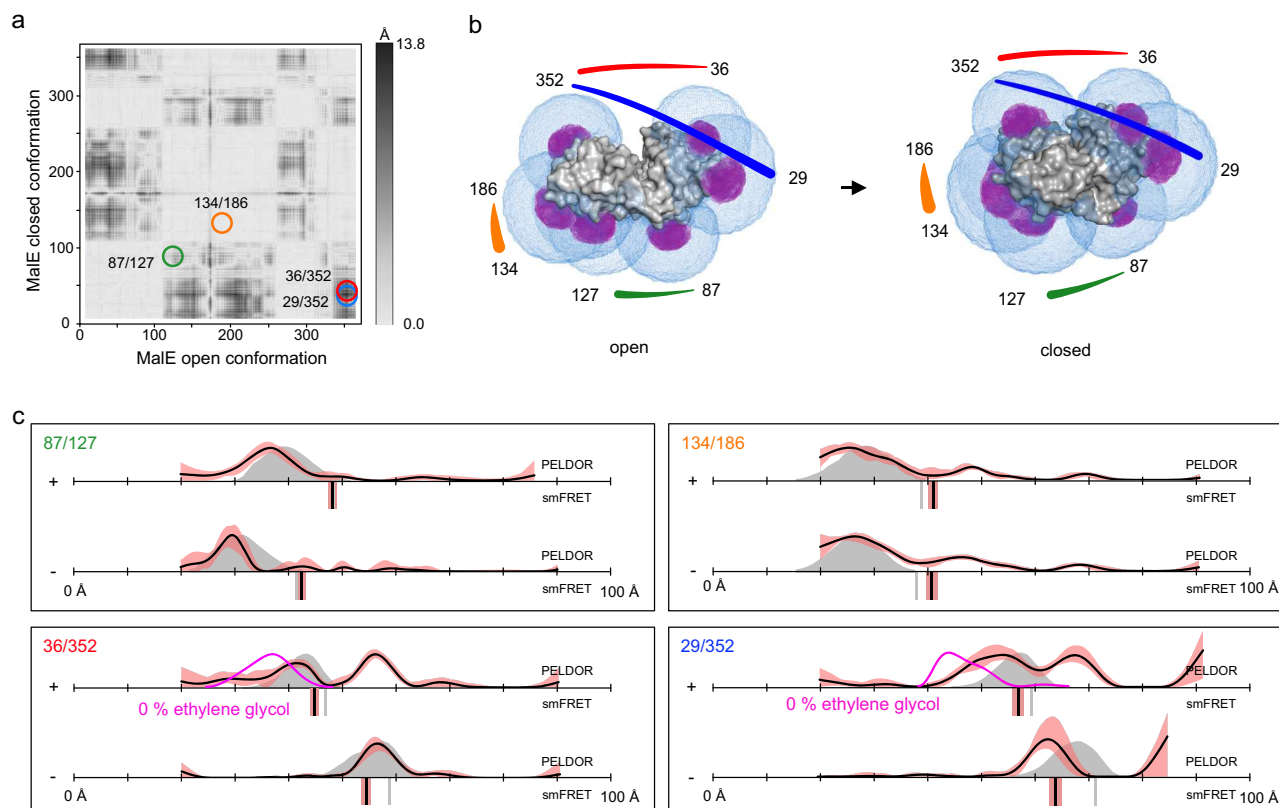 a
Å
13.8
0.0
MalE closed conformation
300
200
100
0
134/186
87/127
36/352
29/352
0 100 200 300
MalE open conformation
b
352
36
29
186
134
127
87
open
352
36
29
186
134
127
87
closed
c
87/127
+
PELDOR
smFRET
-
PELDOR
0 Å
smFRET
100 Å
134/186
+
PELDOR
smFRET
-
PELDOR
0 Å
smFRET
100 Å
36/352
+
PELDOR
0 % ethylene glycol
smFRET
-
PELDOR
0 Å
smFRET
100 Å
29/352
+
PELDOR
0 % ethylene glycol
smFRET
-
PELDOR
0 Å
smFRET
100 Å